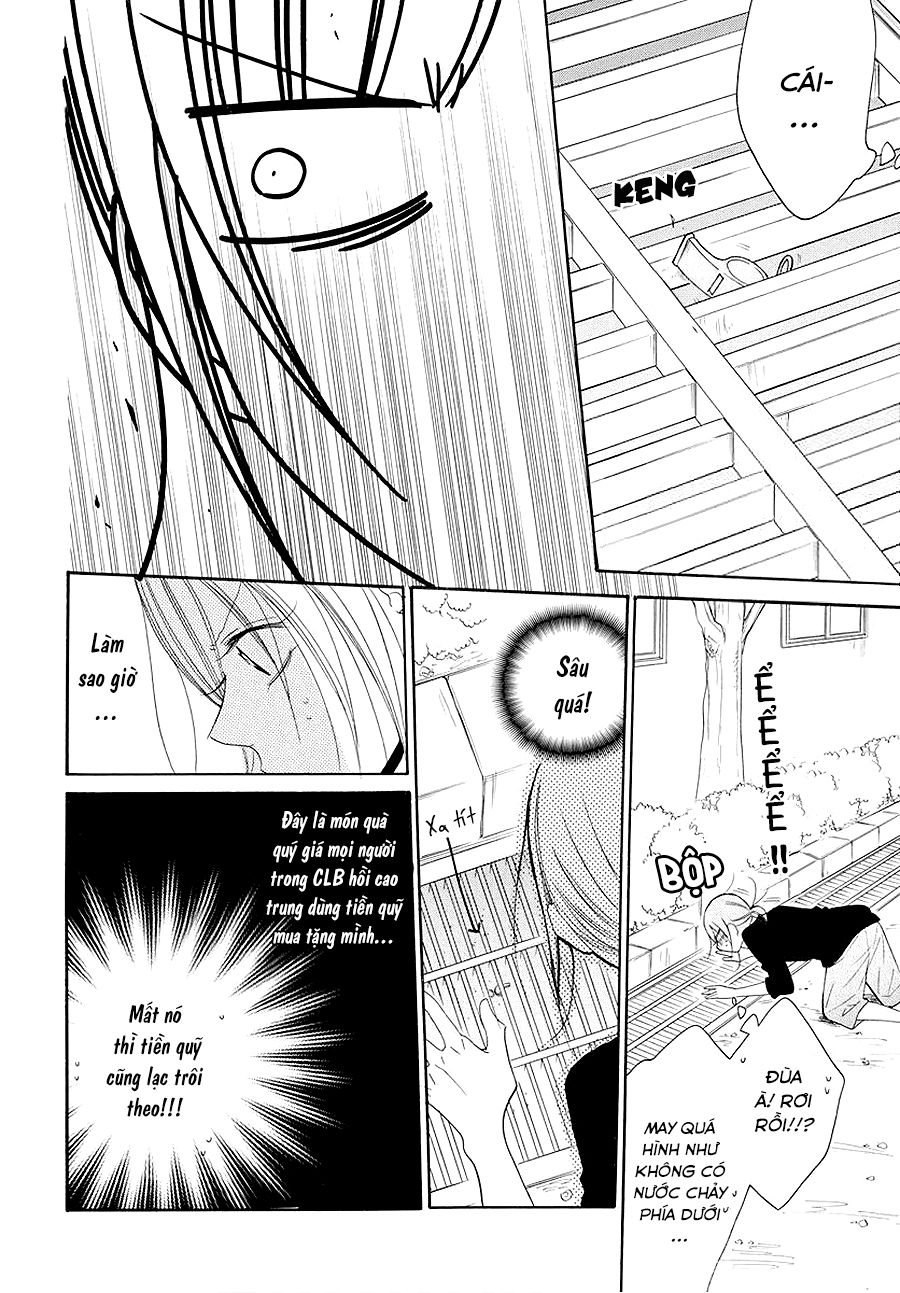 CÁI-
...
KENG
Ể Ể Ể Ể Ể !!
BỘP
ĐÙA
À! RƠI
RỒI!!?
MAY QUÁ
HÌNH NHƯ
KHÔNG CÓ
NƯỚC CHẢY
PHÍA DƯỚI
...
Sâu
quá!
Xa tít
Làm
sao giờ
...
Đây là món quà
quý giá mọi người
trong CLB hồi cao
trung dùng tiền quỹ
mua tặng mình...
Mất nó
thì tiền quỹ
cũng lạc trôi
theo!!!